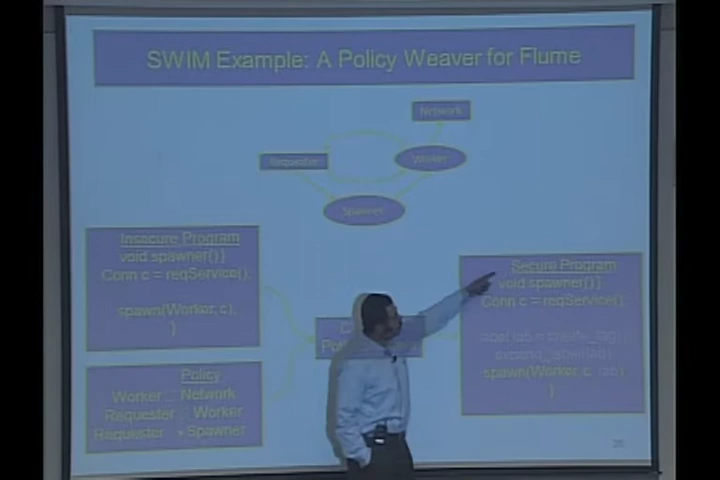 SWIM Example: A Policy Weaver for Flume
Network
Requester
Worker
Spawner
Insecure Program
void spawner(){
Conn c = reqService();
spawn(Worker, c);
}
Policy
Worker Network
Requester Worker
Requester → Spawner
Secure Program
void spawner(){
Conn c = reqService();
spawn(Worker, c, lab);
}